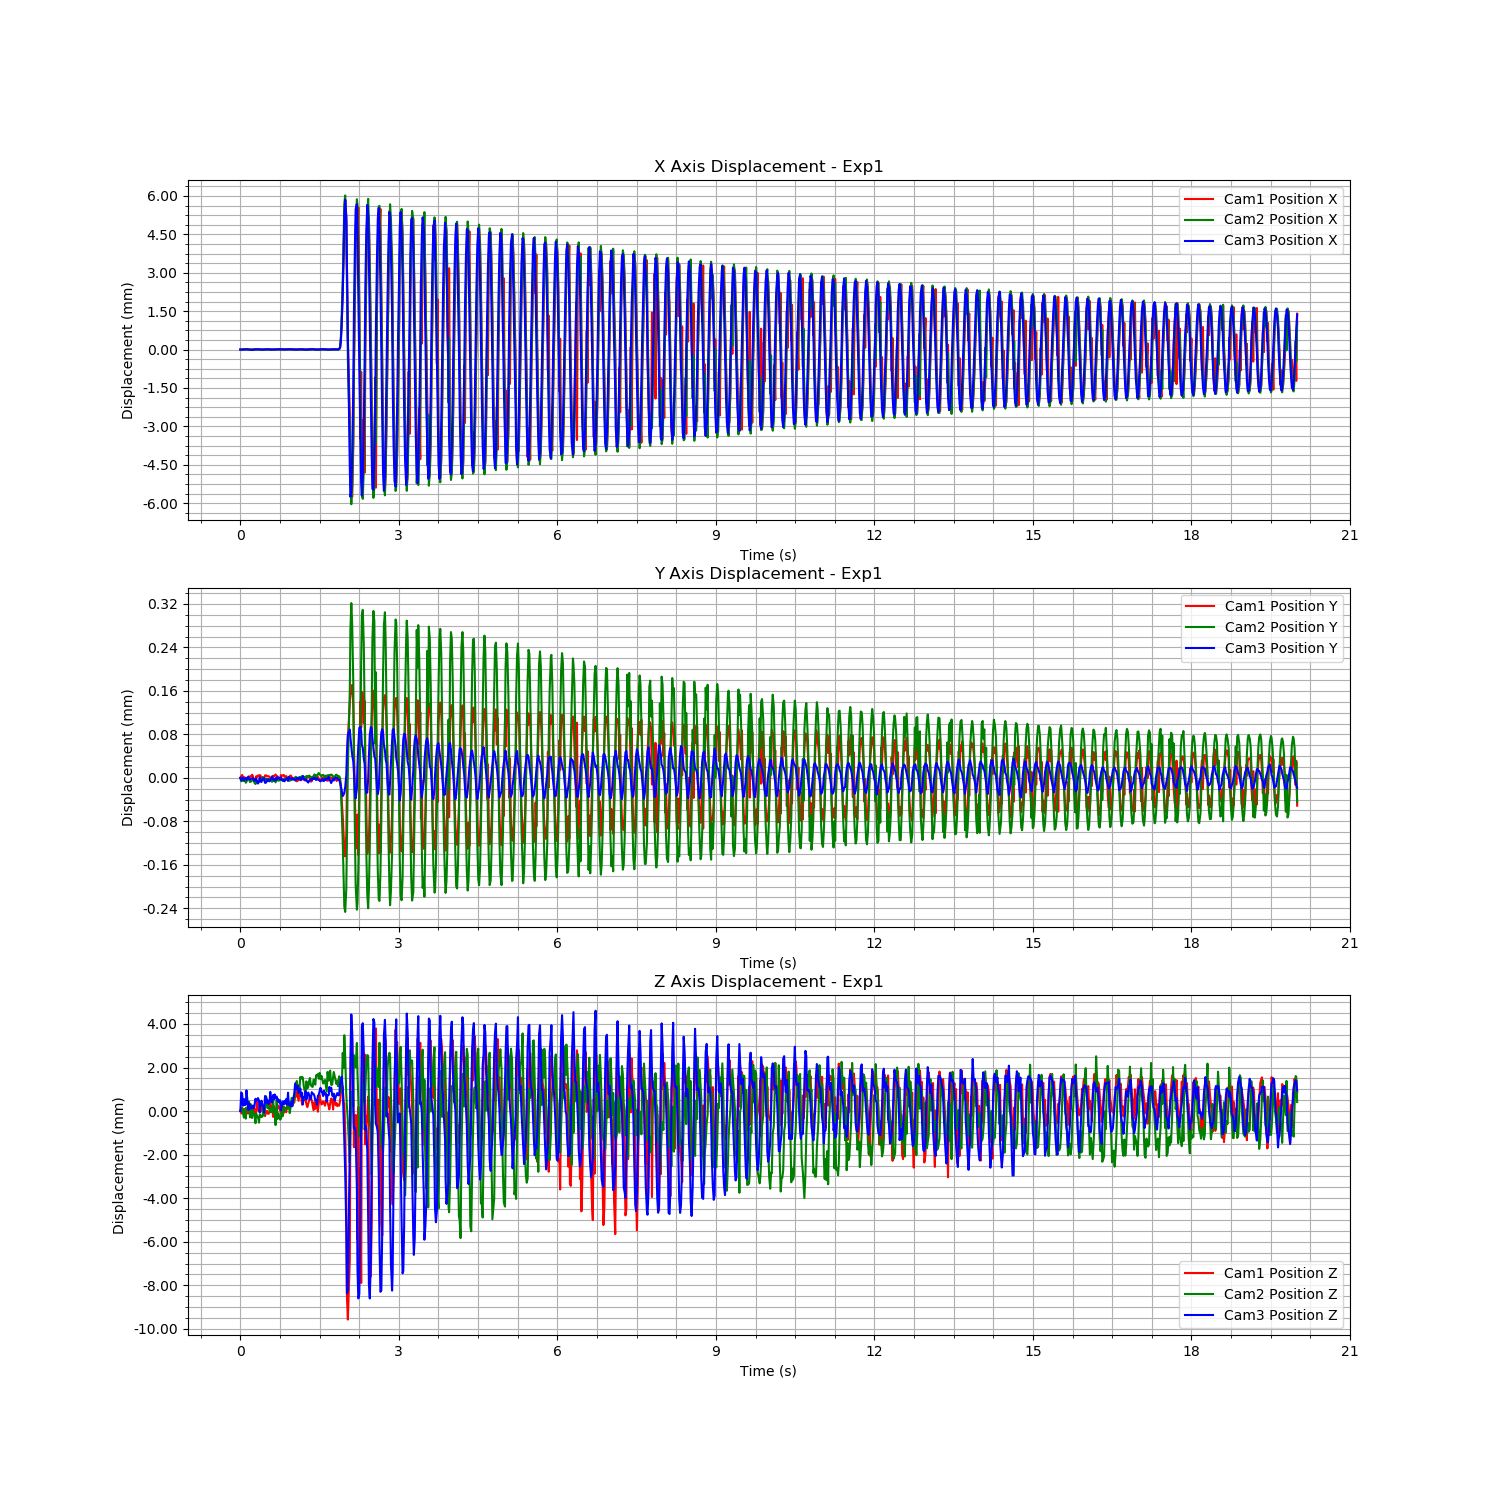 X Axis Displacement - Exp1
6.00
4.50
3.00
1.50
0.00
-1.50
-3.00
-4.50
-6.00
Displacement (mm)
Cam1 Position X
Cam2 Position X
Cam3 Position X
0 3 6 9 12 15 18 21
Time (s)
Y Axis Displacement - Exp1
0.32
0.24
0.16
0.08
0.00
-0.08
-0.16
-0.24
Displacement (mm)
Cam1 Position Y
Cam2 Position Y
Cam3 Position Y
0 3 6 9 12 15 18 21
Time (s)
Z Axis Displacement - Exp1
4.00
2.00
0.00
-2.00
-4.00
-6.00
-8.00
-10.00
Displacement (mm)
Cam1 Position Z
Cam2 Position Z
Cam3 Position Z
0 3 6 9 12 15 18 21
Time (s)